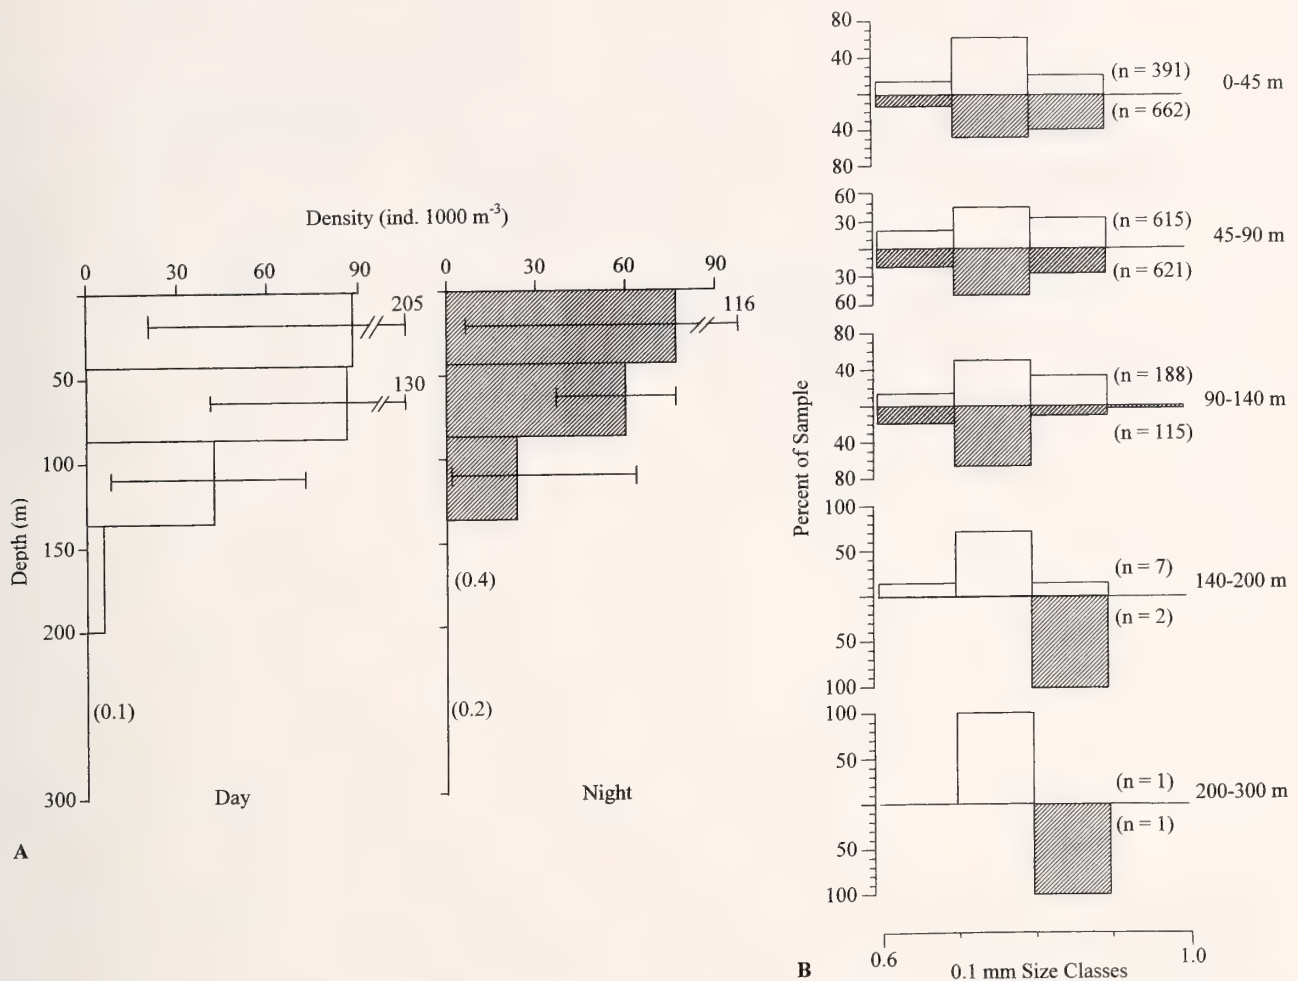 Density (ind. 1000 m⁻³)
0 30 60 90
0 30 60 90
205
116
130
50
100
150
200
300
Depth (m)
(0.4)
(0.1)
(0.2)
Day
Night
A
80
40
40
80
(n = 391)
(n = 662)
0-45 m
60
30
30
60
(n = 615)
(n = 621)
45-90 m
80
40
40
80
(n = 188)
(n = 115)
90-140 m
Percent of Sample
100
50
50
100
(n = 7)
(n = 2)
140-200 m
100
50
50
100
(n = 1)
(n = 1)
200-300 m
0.6
1.0
0.1 mm Size Classes
B